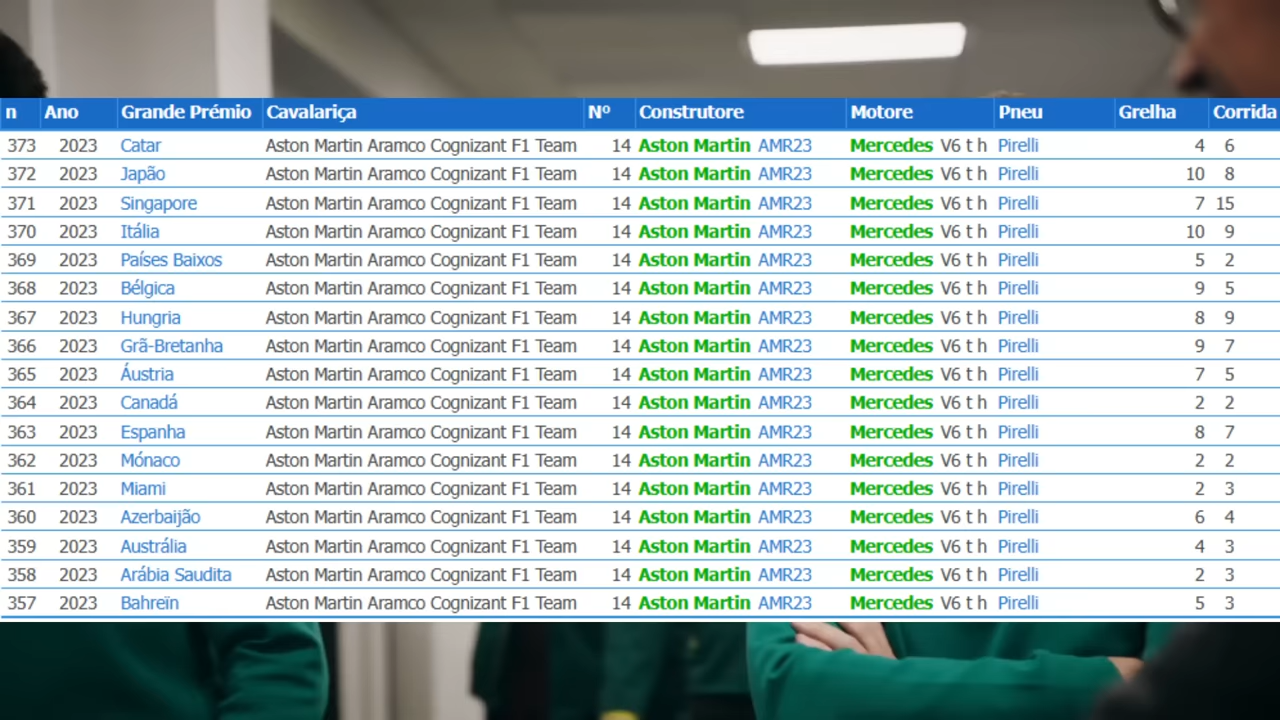 n Ano Grande Prémio Cavalariça Nº Construtore Motore Pneu Grelha Corrida
373 2023 Catar Aston Martin Aramco Cognizant F1 Team 14 Aston Martin AMR23 Mercedes V6 t h Pirelli 4 6
372 2023 Japão Aston Martin Aramco Cognizant F1 Team 14 Aston Martin AMR23 Mercedes V6 t h Pirelli 10 8
371 2023 Singapore Aston Martin Aramco Cognizant F1 Team 14 Aston Martin AMR23 Mercedes V6 t h Pirelli 7 15
370 2023 Itália Aston Martin Aramco Cognizant F1 Team 14 Aston Martin AMR23 Mercedes V6 t h Pirelli 10 9
369 2023 Países Baixos Aston Martin Aramco Cognizant F1 Team 14 Aston Martin AMR23 Mercedes V6 t h Pirelli 5 2
368 2023 Bélgica Aston Martin Aramco Cognizant F1 Team 14 Aston Martin AMR23 Mercedes V6 t h Pirelli 9 5
367 2023 Hungria Aston Martin Aramco Cognizant F1 Team 14 Aston Martin AMR23 Mercedes V6 t h Pirelli 8 9
366 2023 Grã-Bretanha Aston Martin Aramco Cognizant F1 Team 14 Aston Martin AMR23 Mercedes V6 t h Pirelli 9 7
365 2023 Áustria Aston Martin Aramco Cognizant F1 Team 14 Aston Martin AMR23 Mercedes V6 t h Pirelli 7 5
364 2023 Canadá Aston Martin Aramco Cognizant F1 Team 14 Aston Martin AMR23 Mercedes V6 t h Pirelli 2 2
363 2023 Espanha Aston Martin Aramco Cognizant F1 Team 14 Aston Martin AMR23 Mercedes V6 t h Pirelli 8 7
362 2023 Mónaco Aston Martin Aramco Cognizant F1 Team 14 Aston Martin AMR23 Mercedes V6 t h Pirelli 2 2
361 2023 Miami Aston Martin Aramco Cognizant F1 Team 14 Aston Martin AMR23 Mercedes V6 t h Pirelli 2 3
360 2023 Azerbaijão Aston Martin Aramco Cognizant F1 Team 14 Aston Martin AMR23 Mercedes V6 t h Pirelli 6 4
359 2023 Austrália Aston Martin Aramco Cognizant F1 Team 14 Aston Martin AMR23 Mercedes V6 t h Pirelli 4 3
358 2023 Arábia Saudita Aston Martin Aramco Cognizant F1 Team 14 Aston Martin AMR23 Mercedes V6 t h Pirelli 2 3
357 2023 Bahreïn Aston Martin Aramco Cognizant F1 Team 14 Aston Martin AMR23 Mercedes V6 t h Pirelli 5 3